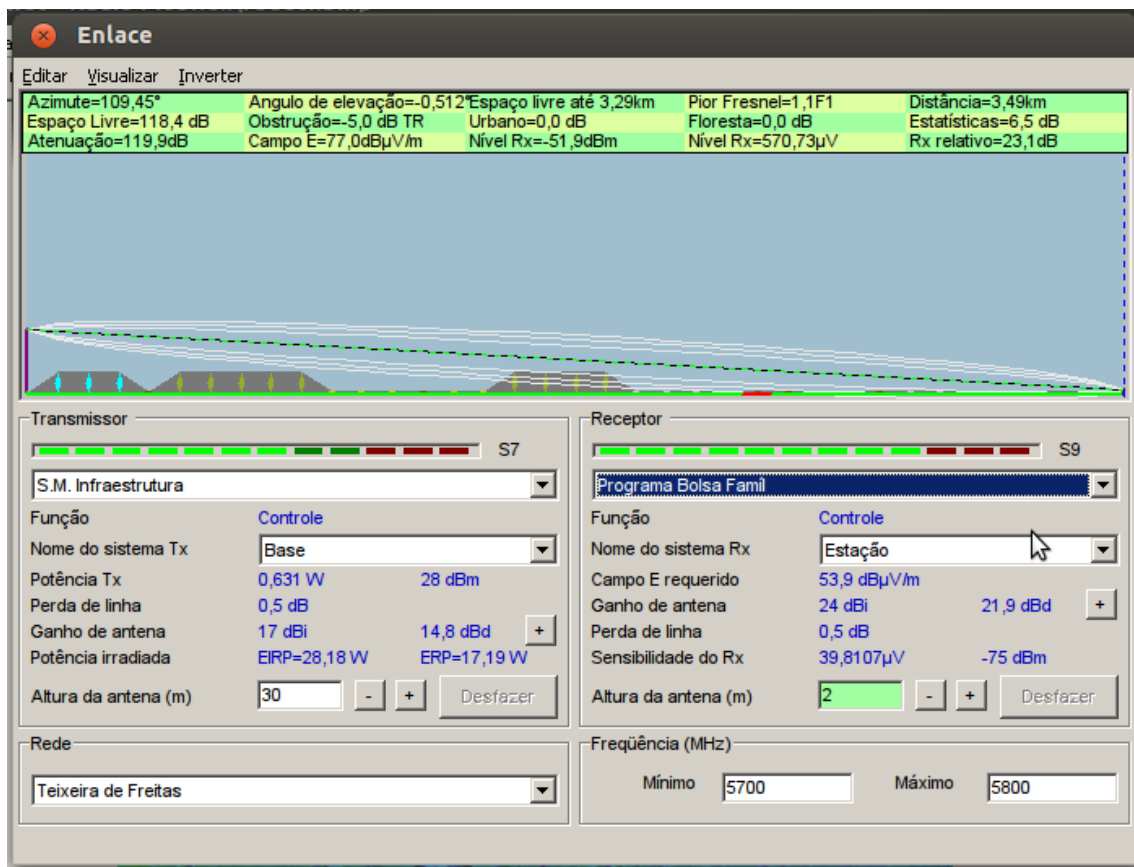 Enlace
Editar Visualizar Inverter
Azimute=109,45° Angulo de elevação=-0,512° Espaço livre até 3,29km Pior Fresnel=1,1F1 Distância=3,49km
Espaço Livre=118,4 dB Obstrução=-5,0 dB TR Urbano=0,0 dB Floresta=0,0 dB Estatísticas=6,5 dB
Atenuação=119,9dB Campo E=77,0dBµV/m Nível Rx=-51,9dBm Nível Rx=570,73µV Rx relativo=23,1dB
Transmissor
S7
S.M. Infraestrutura
Função Controle
Nome do sistema Tx Base
Potência Tx 0,631 W 28 dBm
Perda de linha 0,5 dB
Ganho de antena 17 dBi 14,8 dBd +
Potência irradiada EIRP=28,18 W ERP=17,19 W
Altura da antena (m) 30 - + Desfazer
Rede
Teixeira de Freitas
Receptor
S9
Programa Bolsa Famíl
Função Controle
Nome do sistema Rx Estação
Campo E requerido 53,9 dBµV/m
Ganho de antena 24 dBi 21,9 dBd +
Perda de linha 0,5 dB
Sensibilidade do Rx 39,8107µV -75 dBm
Altura da antena (m) 2 - + Desfazer
Freqüência (MHz)
Mínimo 5700 Máximo 5800